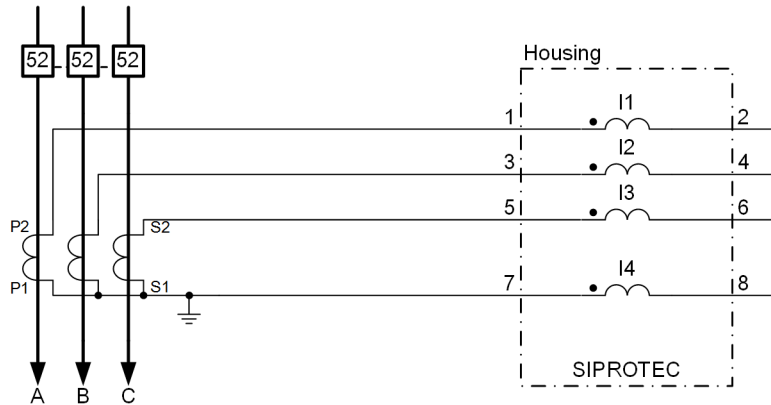 52 52 52
Housing
1 I1 2
3 I2 4
5 I3 6
P2 S2
P1 S1
7 I4 8
SIPROTEC
A B C